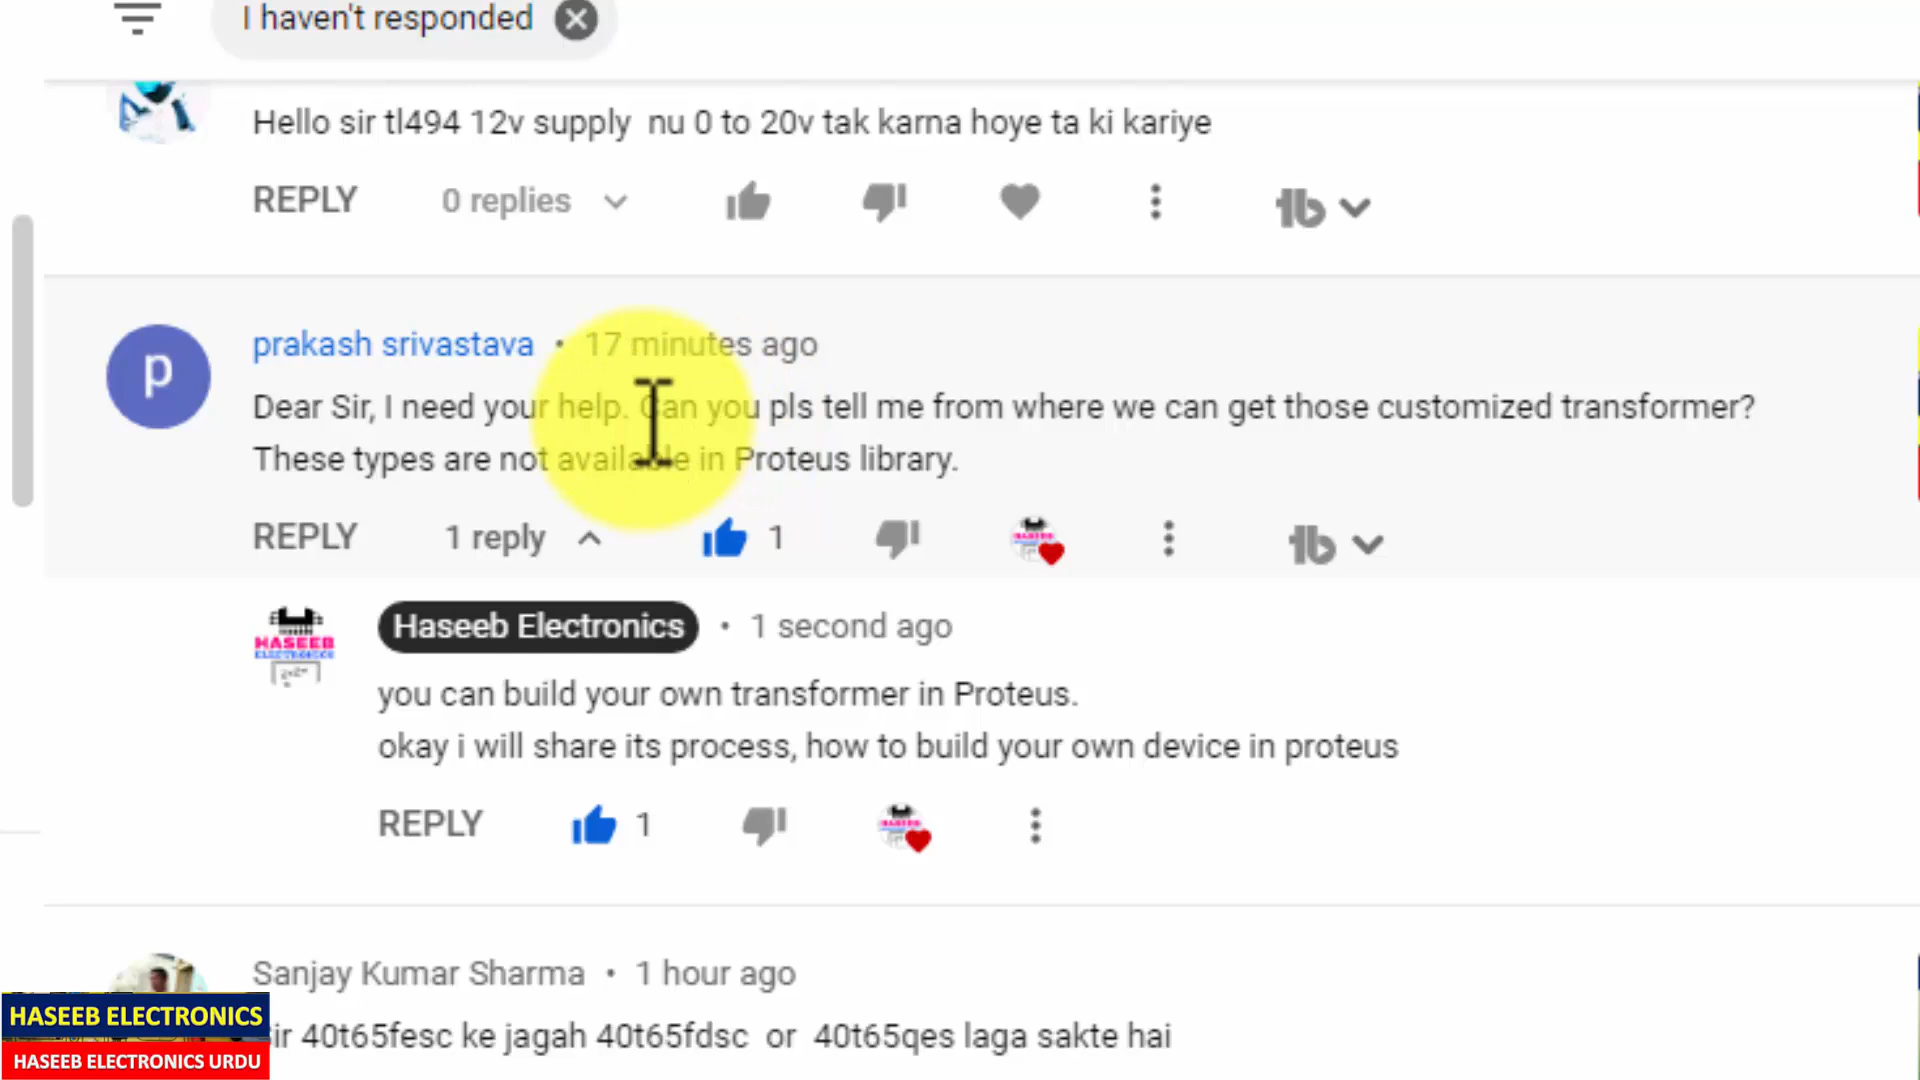 I haven't responded
Hello sir tl494 12v supply nu 0 to 20v tak karna hoye ta ki kariye
REPLY 0 replies
p
prakash srivastava • 17 minutes ago
Dear Sir, I need your help. Can you pls tell me from where we can get those customized transformer?
These types are not available in Proteus library.
REPLY 1 reply 1
HASEEB
ELECTRONICS
Haseeb Electronics • 1 second ago
you can build your own transformer in Proteus.
okay i will share its process, how to build your own device in proteus
REPLY 1
Sanjay Kumar Sharma • 1 hour ago
Sir 40t65fesc ke jagah 40t65fdsc or 40t65qes laga sakte hai
HASEEB ELECTRONICS
HASEEB ELECTRONICS URDU